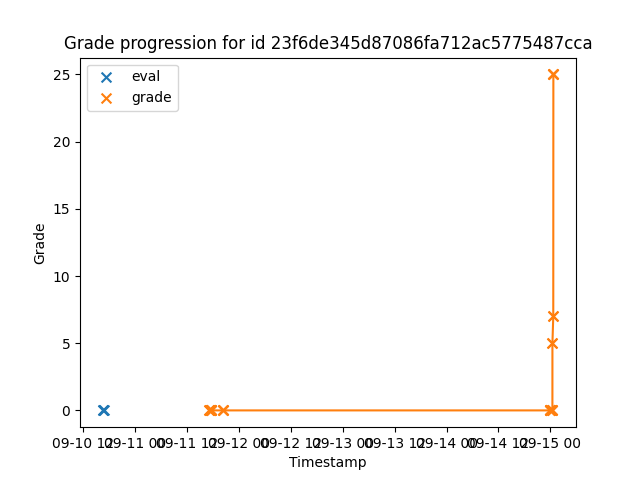 Grade progression for id 23f6de345d87086fa712ac5775487cca
eval
grade
25
20
15
10
5
0
Grade
09-10 12 09-11 00 09-11 12 09-12 00 09-12 12 09-13 00 09-13 12 09-14 00 09-14 12 09-15 00
Timestamp